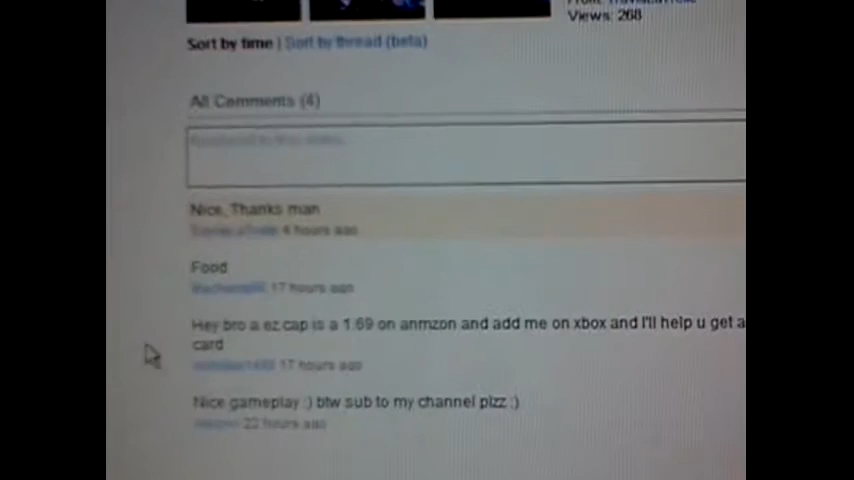 Views: 268
Sort by time | Sort by thread (beta)
All Comments (4)
Nice, Thanks man
4 hours ago
Food
17 hours ago
Hey bro a ez cap is a 1:69 on anmzon and add me on xbox and I'll help u get a
card
17 hours ago
Nice gameplay :) btw sub to my channel plzz :)
22 hours ago